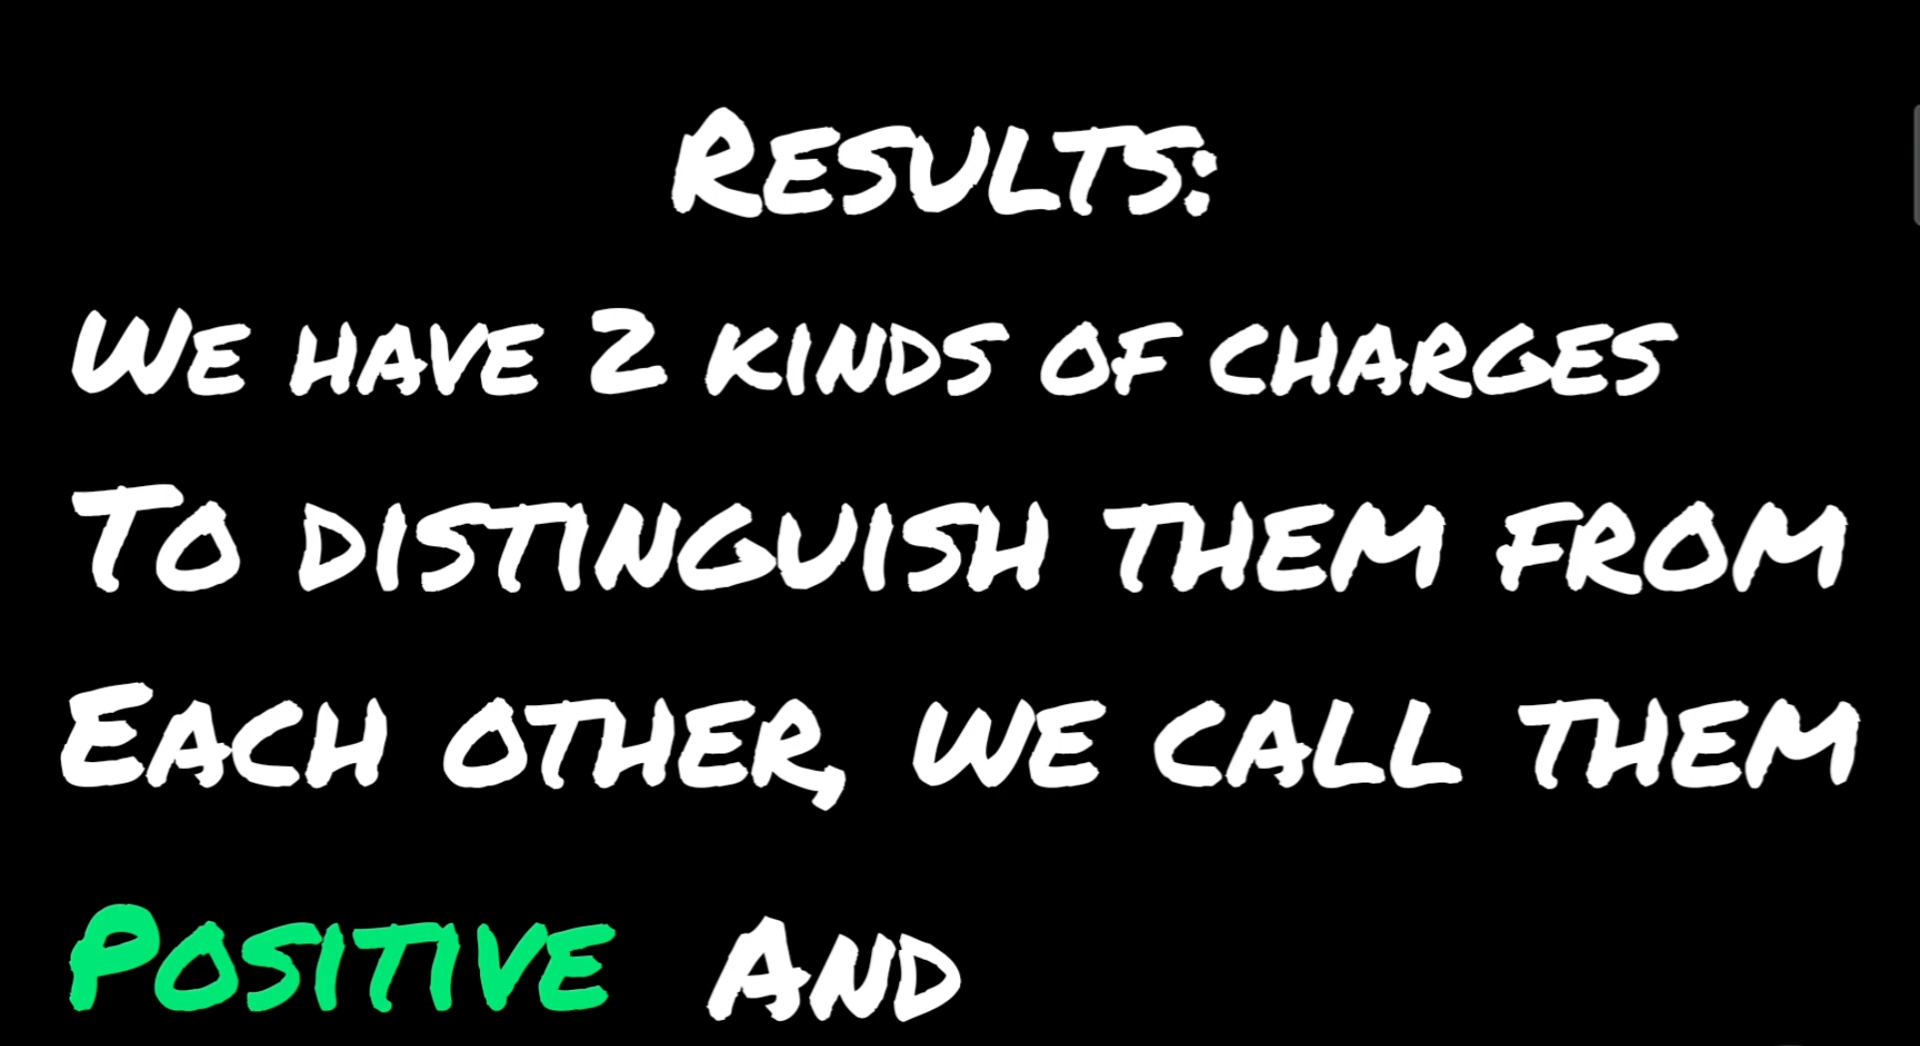 Results:
We have 2 kinds of charges
To distinguish them from
Each other, we call them
Positive And